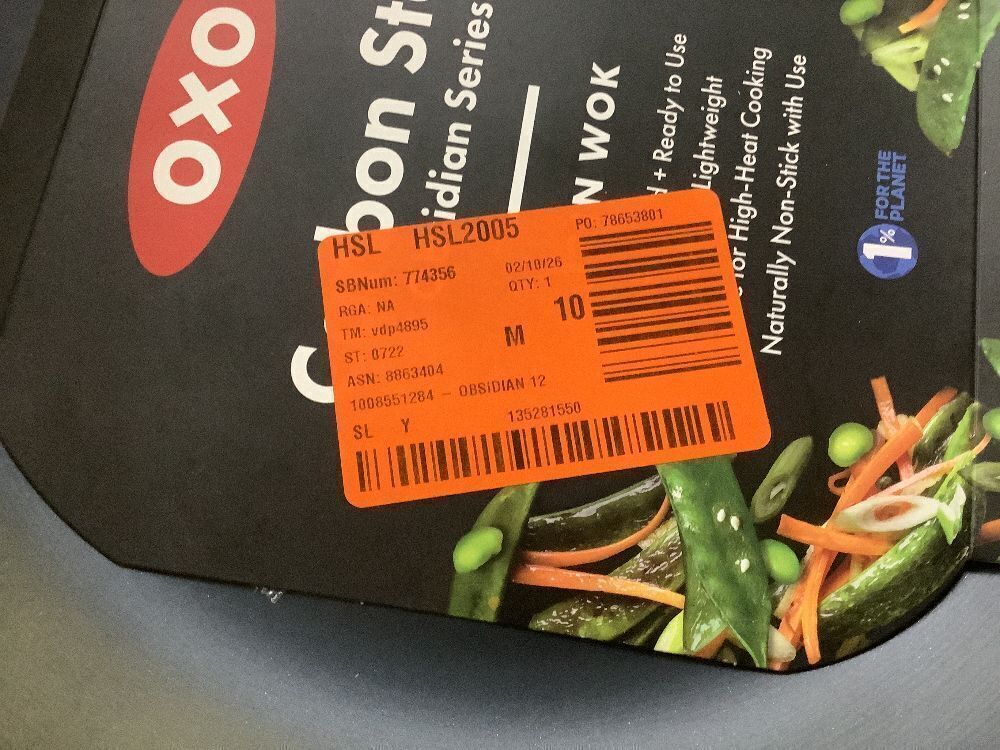 OXO
bon St
idian Series
N WOK
+ Ready to Use
Lightweight
for High-Heat Cooking
Naturally Non-Stick with Use
1% FOR THE
PLANET
HSL HSL2005
PO: 78653801
SBNum: 774356
02/10/26
RGA: NA
QTY: 1
TM: vdp4895
M
10
ST: 0722
ASN: 8863404
1008551284 - OBSIDIAN 12
SL Y
135281550